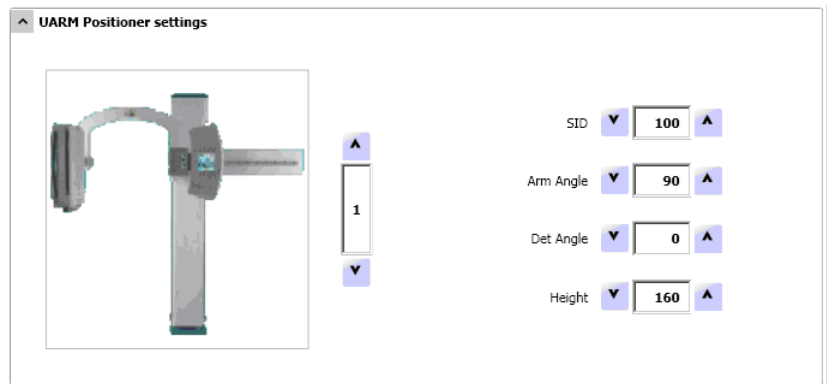 UARM Positioner settings
SID 100
1
Arm Angle 90
Det Angle 0
Height 160